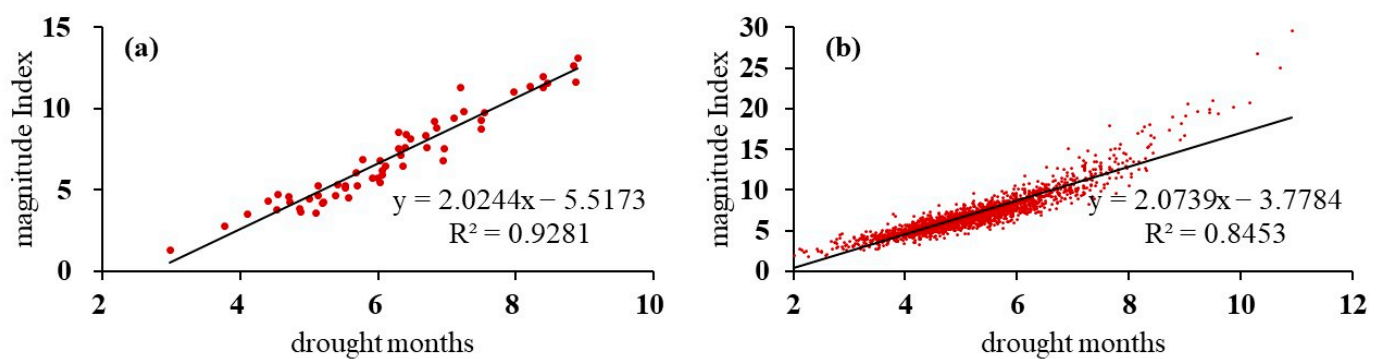 (a)
magnitude Index
15
10
5
0
y = 2.0244x − 5.5173
R² = 0.9281
2 4 6 8 10
drought months
(b)
magnitude Index
30
25
20
15
10
5
0
y = 2.0739x − 3.7784
R² = 0.8453
2 4 6 8 10 12
drought months